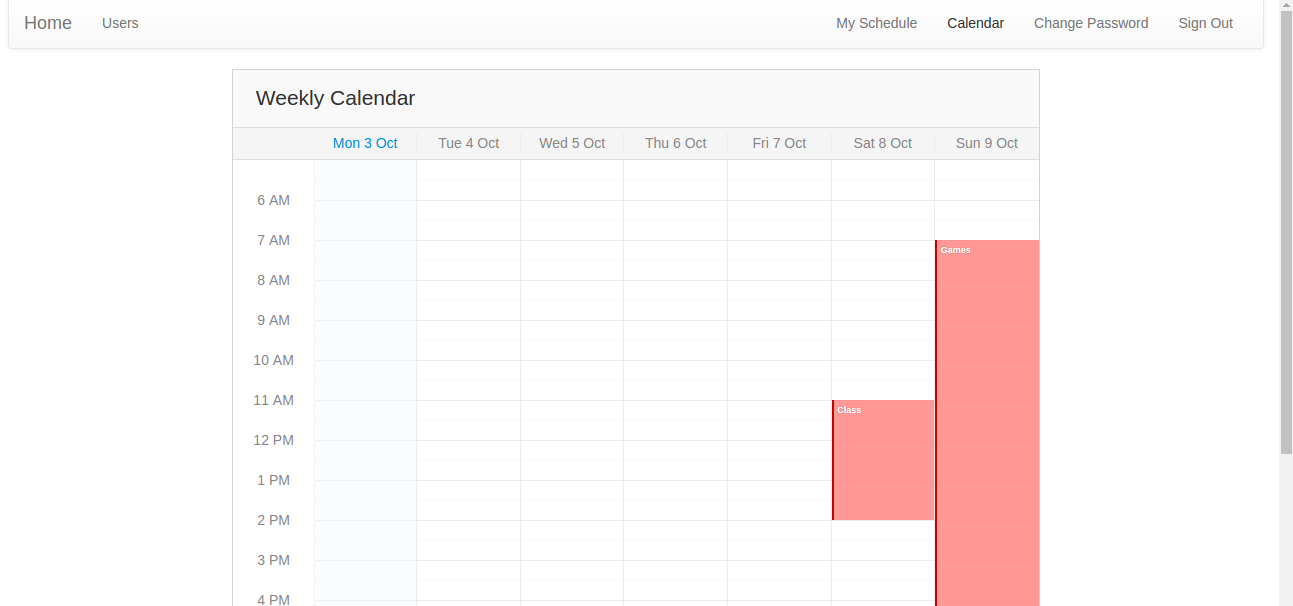 Home Users My Schedule Calendar Change Password Sign Out
Weekly Calendar
Mon 3 Oct Tue 4 Oct Wed 5 Oct Thu 6 Oct Fri 7 Oct Sat 8 Oct Sun 9 Oct
6 AM
7 AM
Games
8 AM
9 AM
10 AM
11 AM
Class
12 PM
1 PM
2 PM
3 PM
4 PM